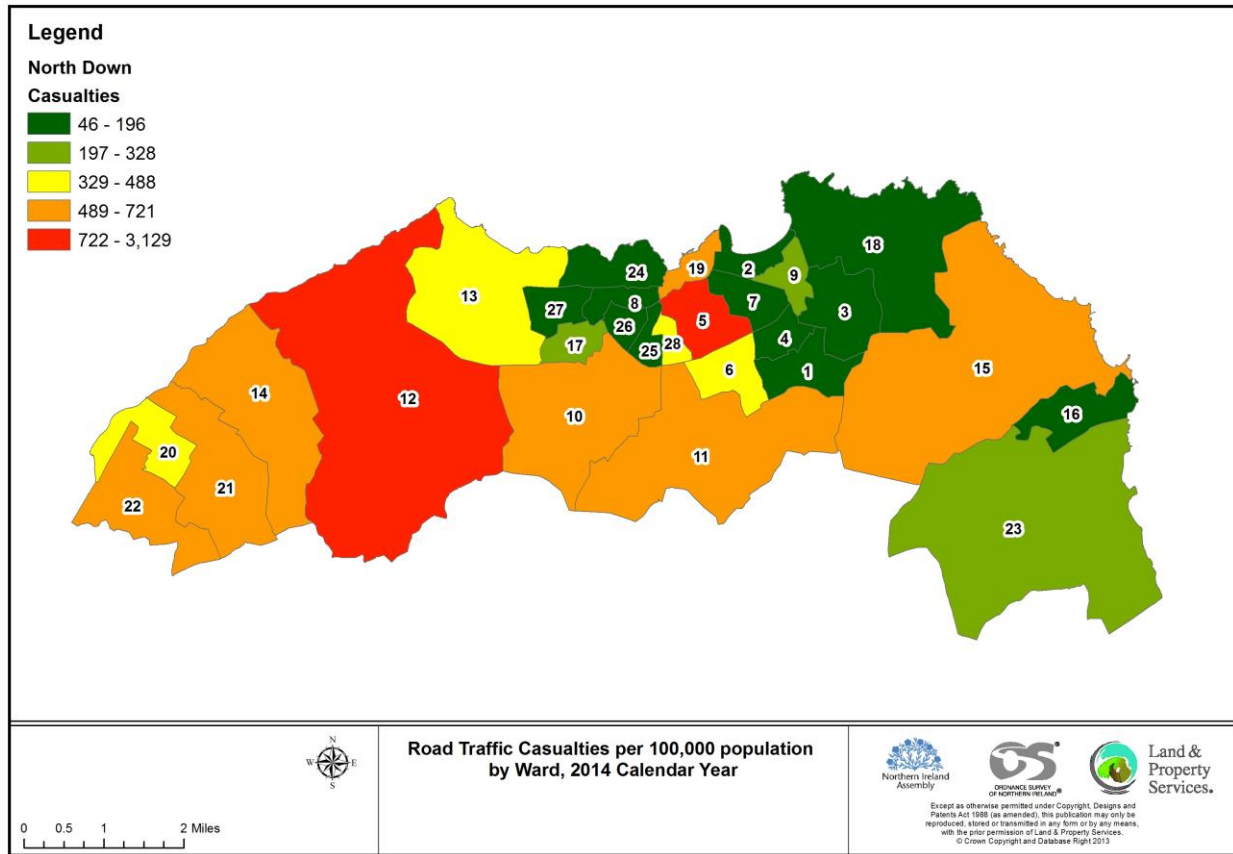 Legend
North Down
Casualties
46 - 196
197 - 328
329 - 488
489 - 721
722 - 3,129
18
24
19
2
9
13
8
27
7
3
5
26
4
17
25
28
6
1
15
14
12
10
16
20
11
21
22
23
N
W
E
S
0 0.5 1 2 Miles
Road Traffic Casualties per 100,000 population
by Ward, 2014 Calendar Year
Northern Ireland
Assembly
OS®
ORDNANCE SURVEY
OF NORTHERN IRELAND®
Land &
Property
Services.
Except as otherwise permitted under Copyright, Designs and
Patents Act 1988 (as amended), this publication may only be
reproduced, stored or transmitted in any form or by any means,
with the prior permission of Land & Property Services.
© Crown Copyright and Database Right 2013